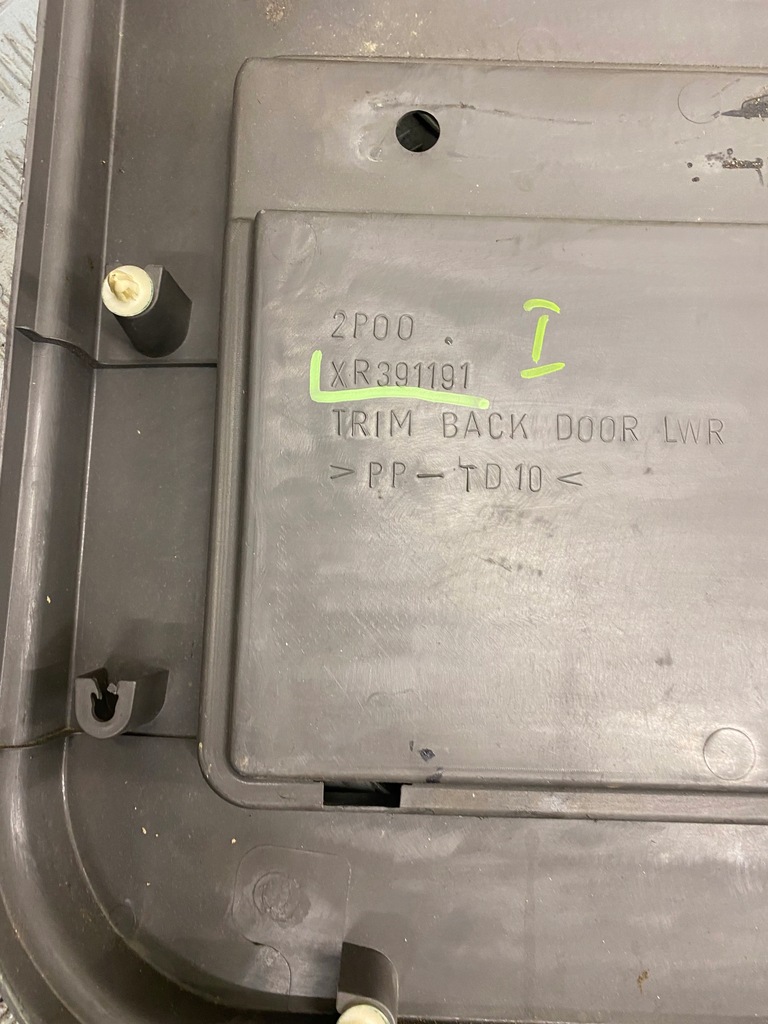 2P00
I
XR391191
TRIM BACK DOOR LWR
>PP-TD10<